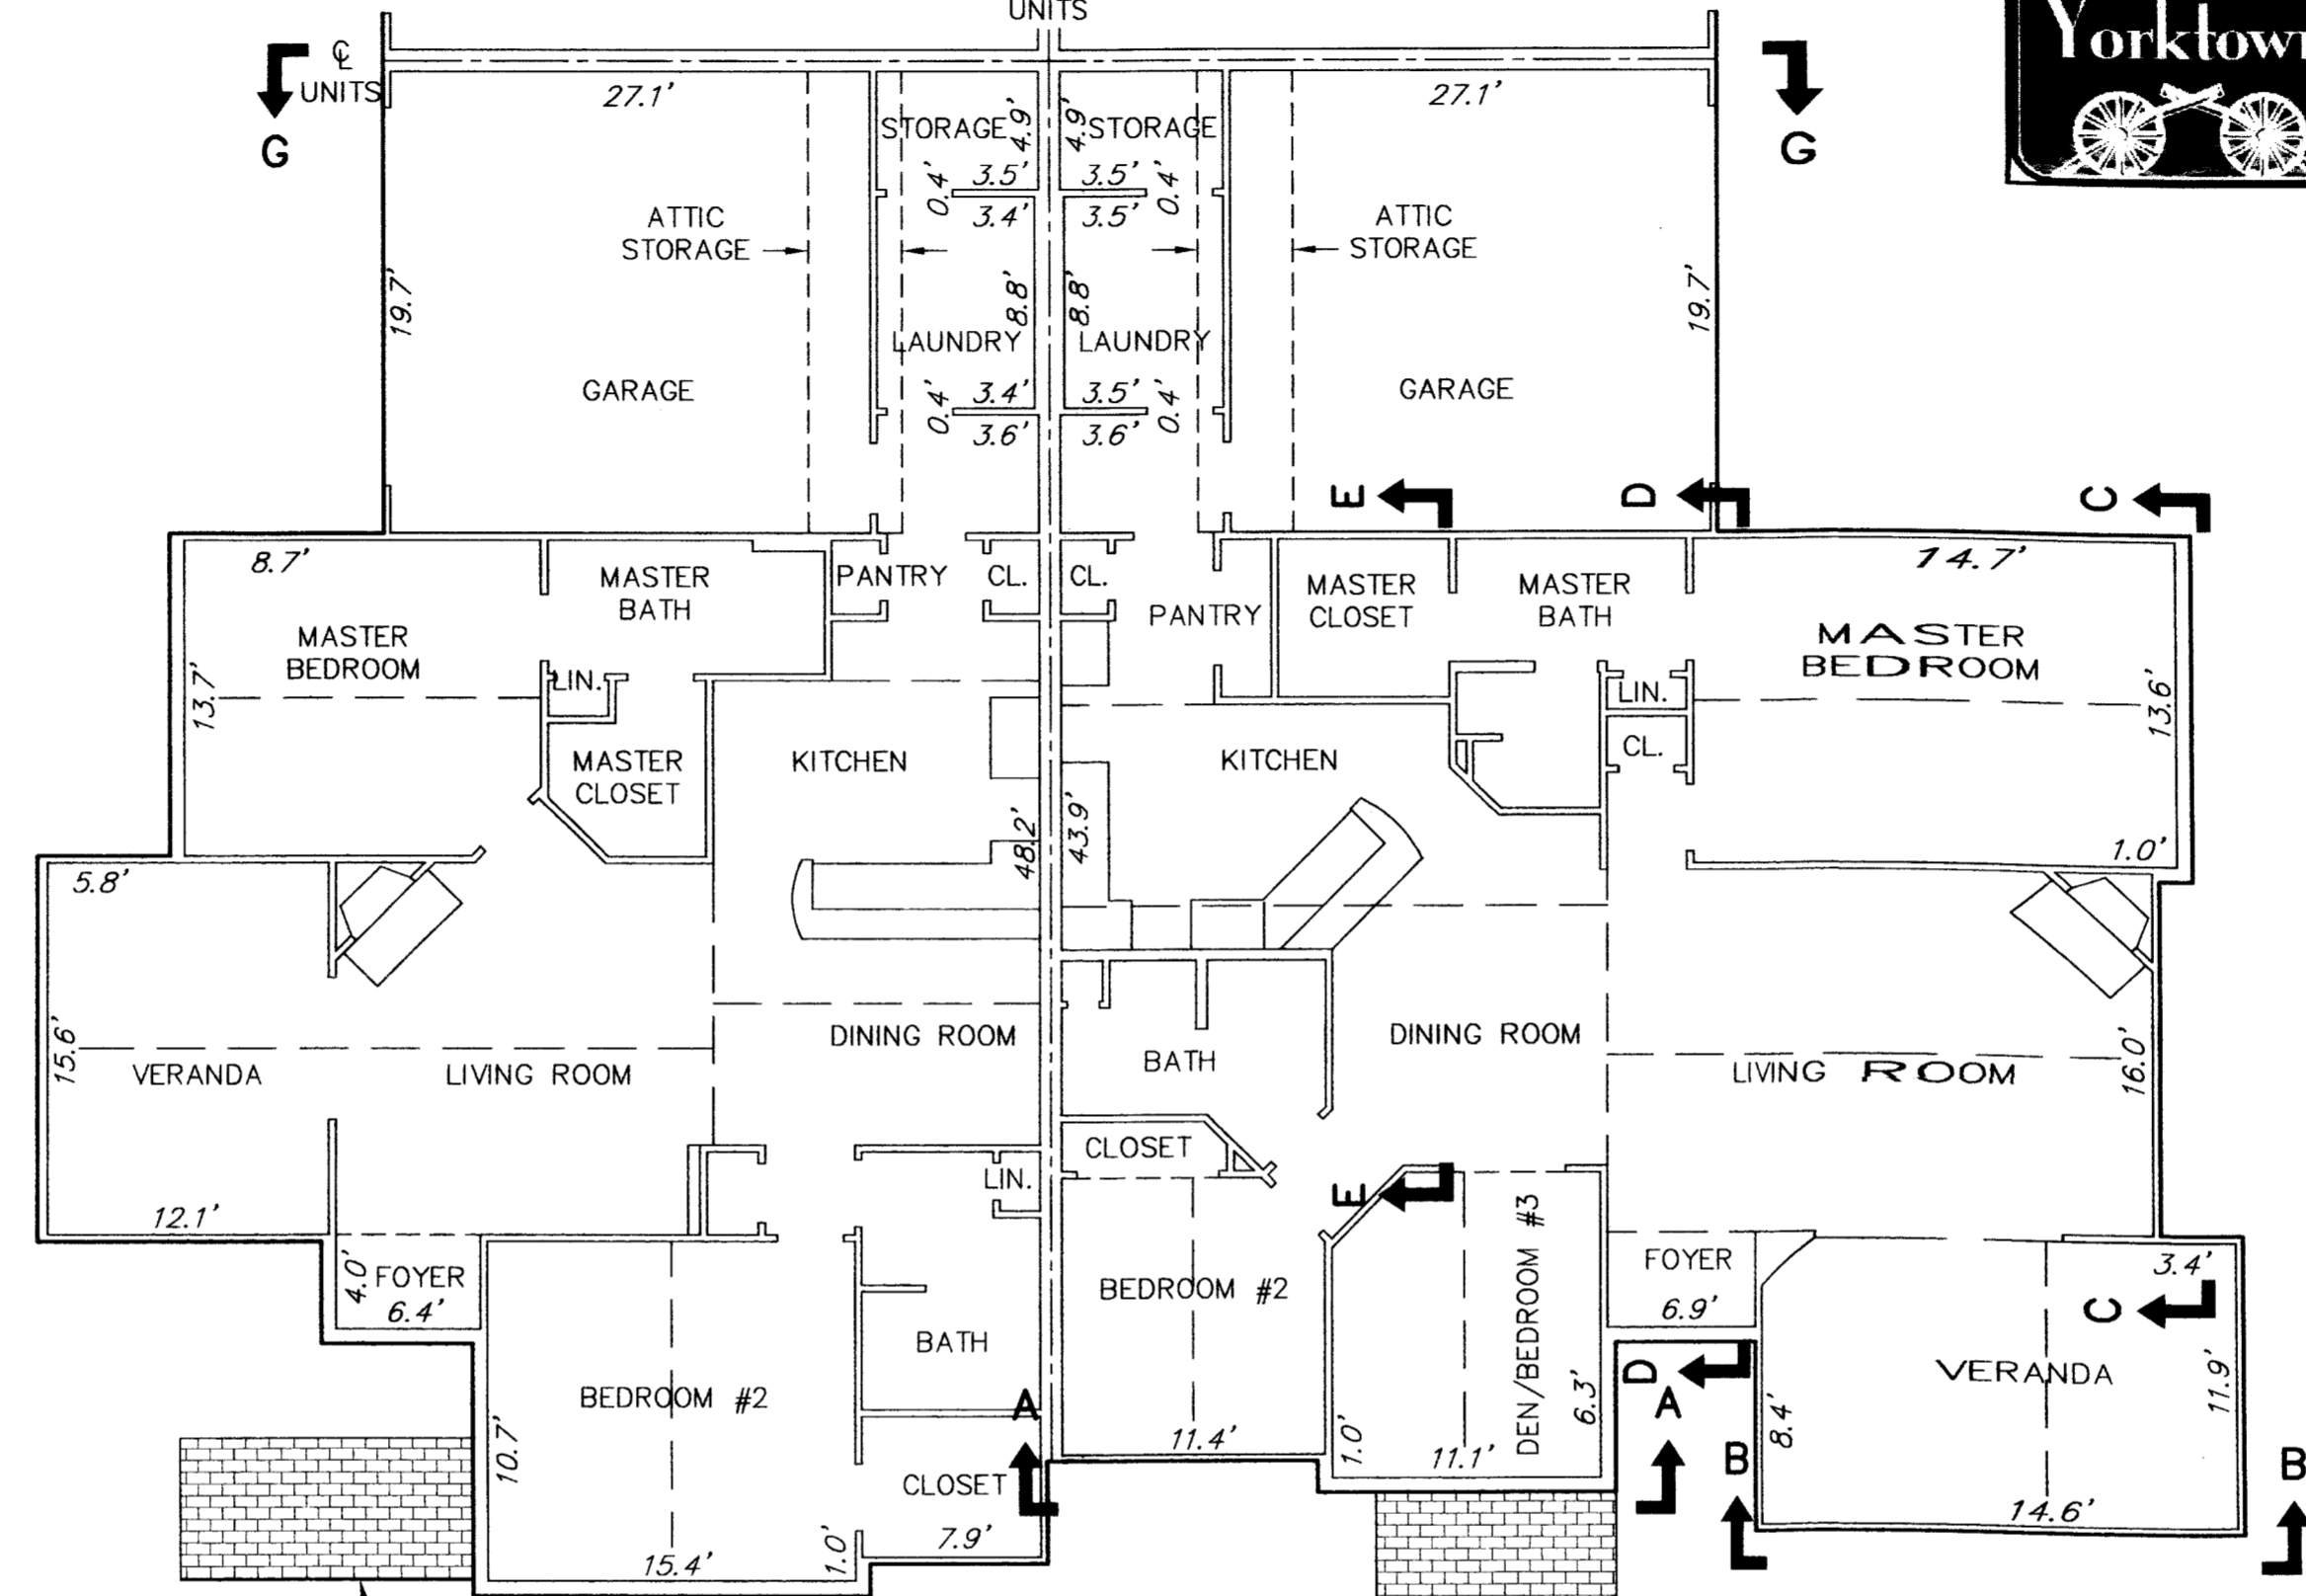 UNITS
Yorktown
℄
UNITS
G
G
27.1'
27.1'
STORAGE
4.9'
4.9'
STORAGE
0.4'
3.5'
3.5'
0.4'
3.4'
3.5'
ATTIC
STORAGE
ATTIC
STORAGE
19.7'
8.8'
8.8'
19.7'
LAUNDRY
LAUNDRY
GARAGE
GARAGE
0.4'
3.4'
3.5'
0.4'
3.6'
3.6'
E
D
C
8.7'
MASTER
BATH
PANTRY
CL.
CL.
PANTRY
MASTER
CLOSET
MASTER
BATH
14.7'
MASTER
BEDROOM
MASTER
BEDROOM
13.7'
LIN.
LIN.
13.6'
MASTER
CLOSET
KITCHEN
KITCHEN
CL.
48.2'
43.9'
1.0'
5.8'
15.6'
VERANDA
LIVING ROOM
DINING ROOM
BATH
DINING ROOM
LIVING ROOM
16.0'
CLOSET
LIN.
E
12.1'
4.0'
FOYER
6.4'
BEDROOM #2
DEN/BEDROOM #3
FOYER
6.9'
3.4'
C
BATH
D
VERANDA
11.9'
BEDROOM #2
A
6.3'
A
8.4'
10.7'
11.4'
1.0'
11.1'
B
B
CLOSET
14.6'
7.9'
1.0'
15.4'